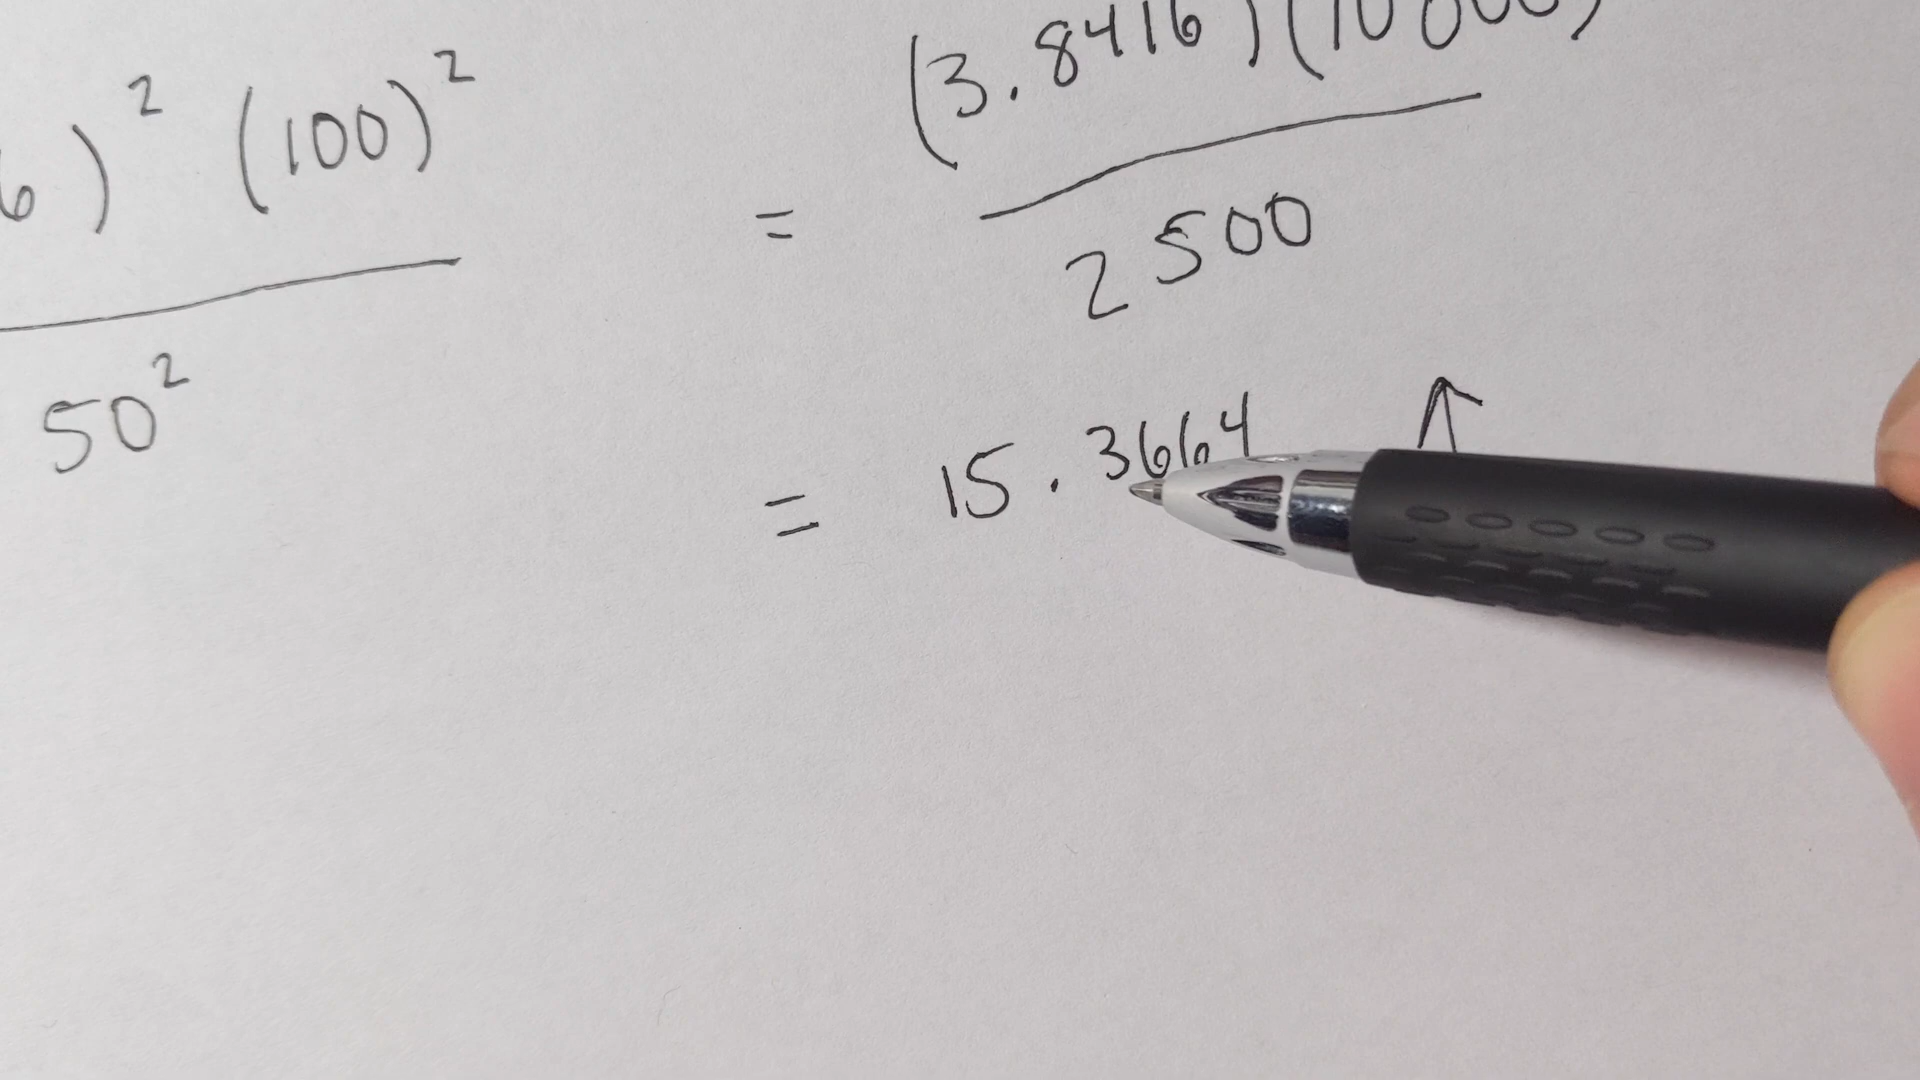 6)² (100)² = (3.8416)(10000)
50² 2500
= 15.3664 ↑